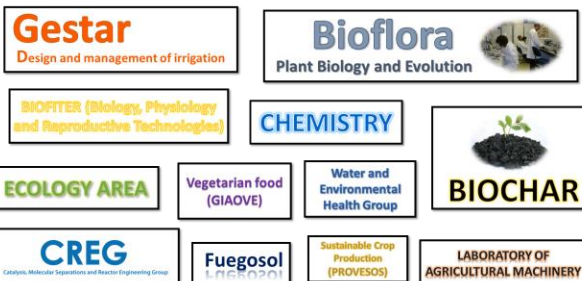 Gestar
Design and management of irrigation
Bioflora
Plant Biology and Evolution
BIOFITER (Biology, Physiology
and Reproductive Technologies)
CHEMISTRY
BIOCHAR
ECOLOGY AREA
Vegetarian food
(GIAOVE)
Water and
Environmental
Health Group
CREG
Catalysis, Molecular Separations and Reactor Engineering Group
Fuegosol
Sustainable Crop
Production
(PROVESOS)
LABORATORY OF
AGRICULTURAL MACHINERY